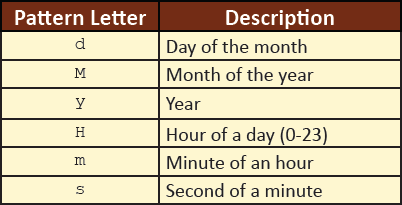 Pattern Letter Description
d Day of the month
M Month of the year
y Year
H Hour of a day (0-23)
m Minute of an hour
s Second of a minute